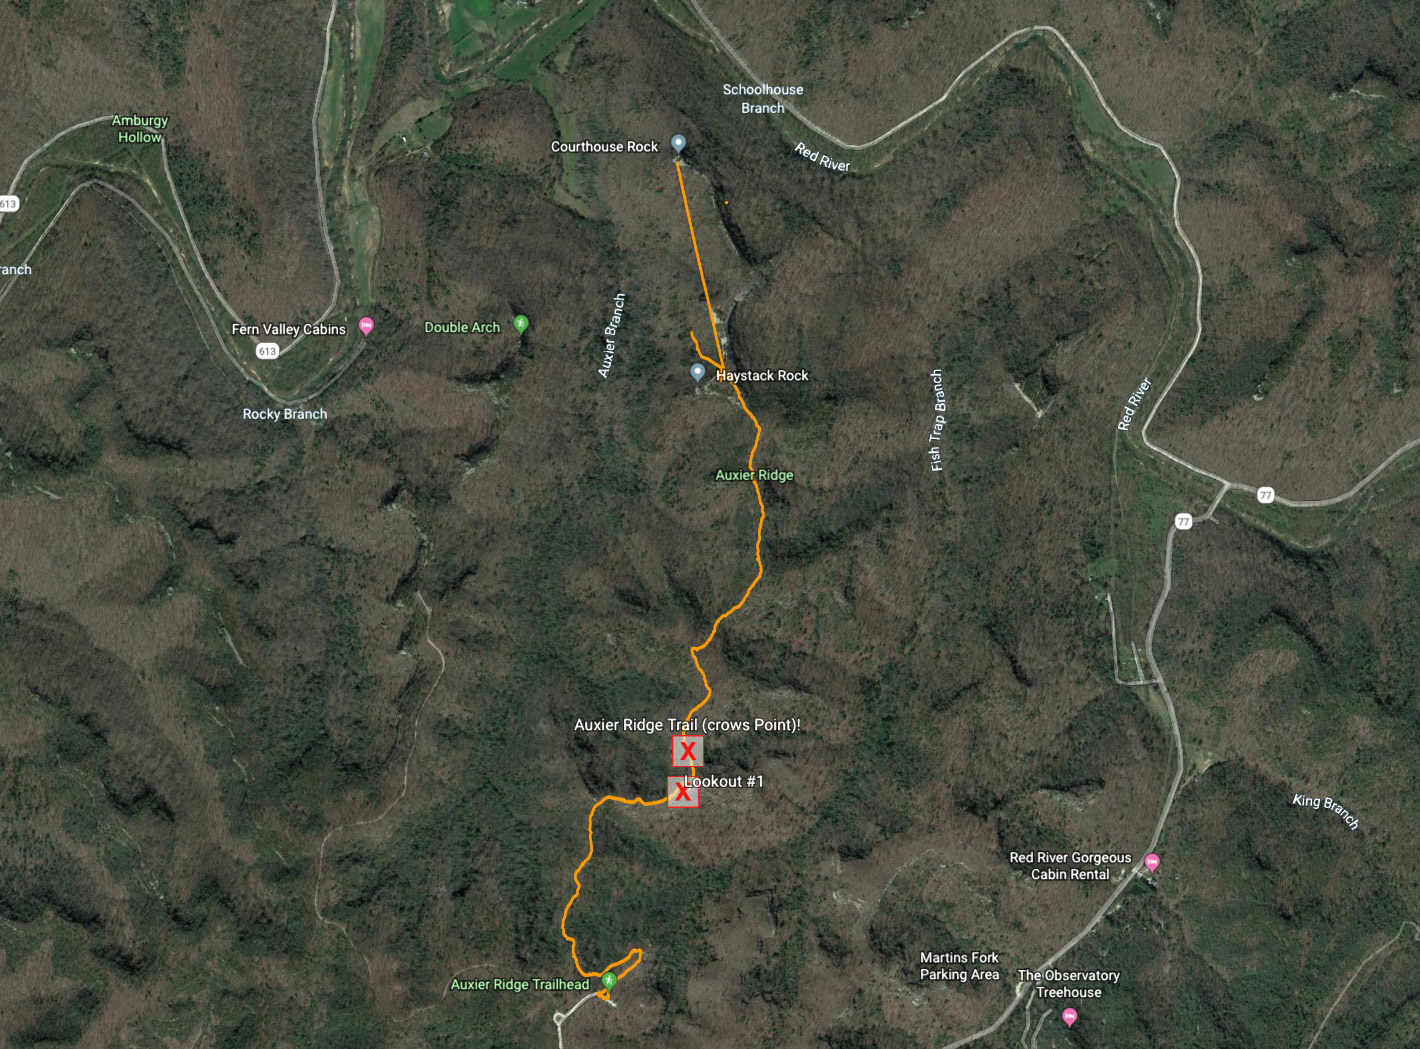 Schoolhouse
Branch
Amburgy
Hollow
Courthouse Rock
Red River
613
ranch
Fern Valley Cabins
Double Arch
Auxier Branch
613
Haystack Rock
Rocky Branch
Fish Trap Branch
Red River
Auxier Ridge
77
77
Auxier Ridge Trail (crows Point)!
X
Lookout #1
X
King Branch
Red River Gorgeous
Cabin Rental
Martins Fork
Parking Area
The Observatory
Treehouse
Auxier Ridge Trailhead